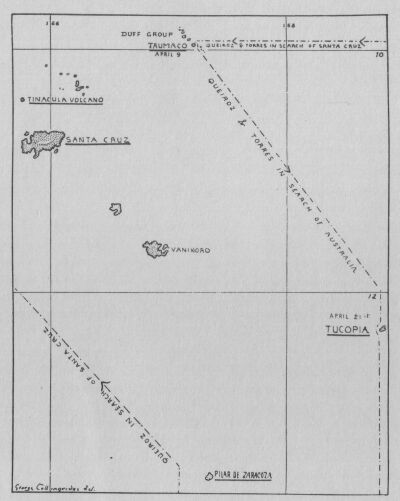 166
168
DUFF GROUP
TAUMACO
QUEIROZ & TORRES IN SEARCH OF SANTA CRUZ
APRIL 9
10
TINACULA VOLCANO
QUEIROZ & TORRES IN SEARCH OF AUSTRALIA
SANTA CRUZ
VANIKORO
12
APRIL 21
TUCOPIA
QUEIROZ IN SEARCH OF SANTA CRUZ
PILAR DE ZARAGOZA
George Collingridge del.